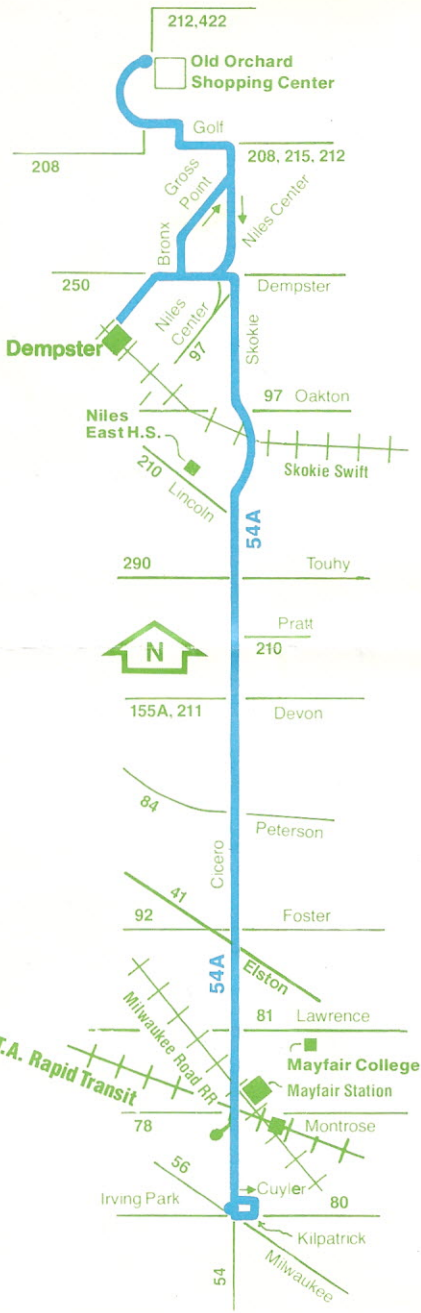 212,422
Old Orchard
Shopping Center
Golf
208
208, 215, 212
Gross
Point
Niles Center
Bronx
250
Dempster
Dempster
Niles
Center
97
Skokie
97 Oakton
Niles
East H.S.
210
Lincoln
Skokie Swift
54A
290
Touhy
Pratt
210
N
155A, 211
Devon
84
Peterson
Cicero
41
92
Foster
Elston
54A
81 Lawrence
Milwaukee Road RR
Mayfair College
Mayfair Station
.T.A. Rapid Transit
78
Montrose
56
Cuyler
Irving Park
80
Kilpatrick
54
Milwaukee